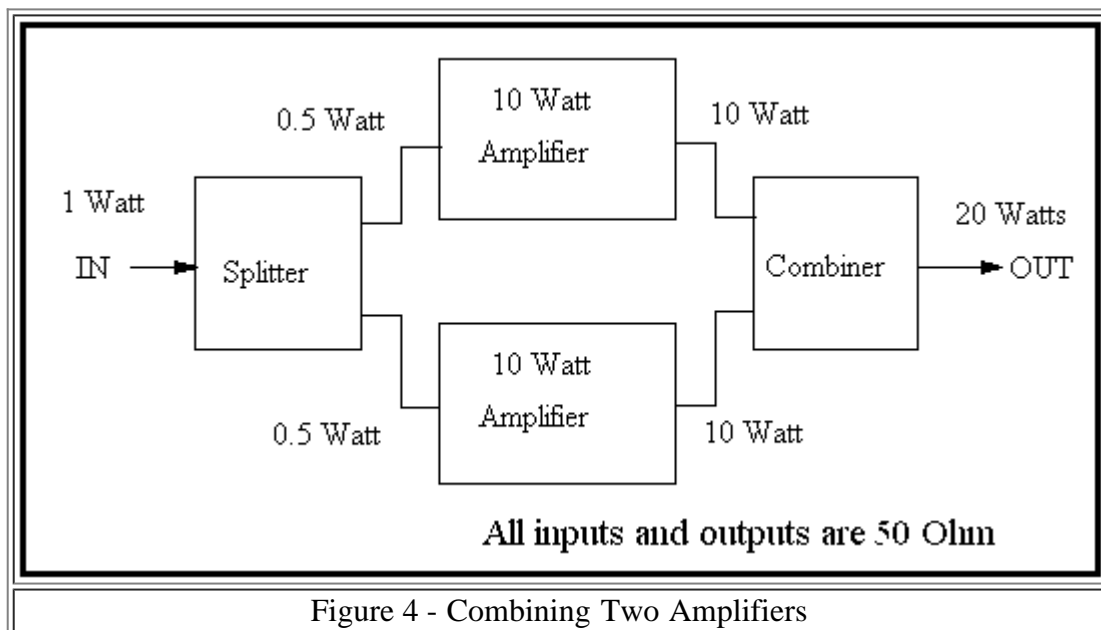 10 Watt
Amplifier
0.5 Watt
10 Watt
1 Watt
IN
Splitter
Combiner
20 Watts
OUT
10 Watt
Amplifier
0.5 Watt
10 Watt
All inputs and outputs are 50 Ohm
Figure 4 - Combining Two Amplifiers